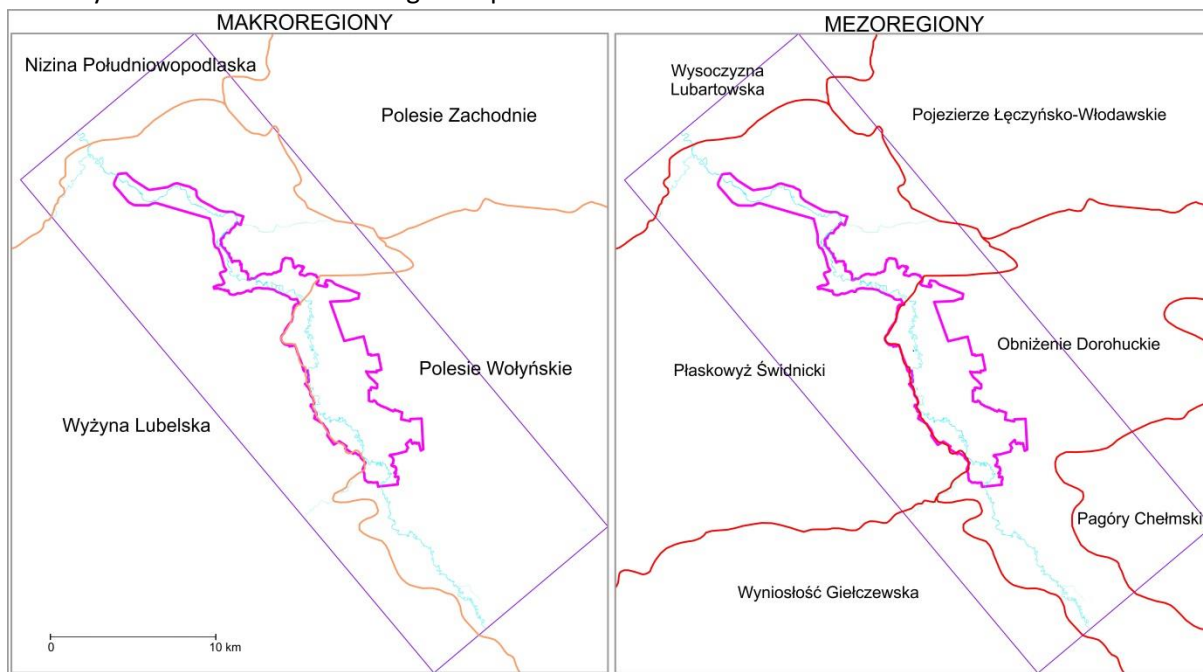 MAKROREGIONY
Nizina Południowopodlaska
Polesie Zachodnie
Polesie Wołyńskie
Wyżyna Lubelska
0
10 km
MEZOREGIONY
Wysoczyzna
Lubartowska
Pojezierze Łęczyńsko-Włodawskie
Obniżenie Dorohuckie
Płaskowyż Świdnicki
Pagóry Chełmski
Wyniosłość Giełczewska